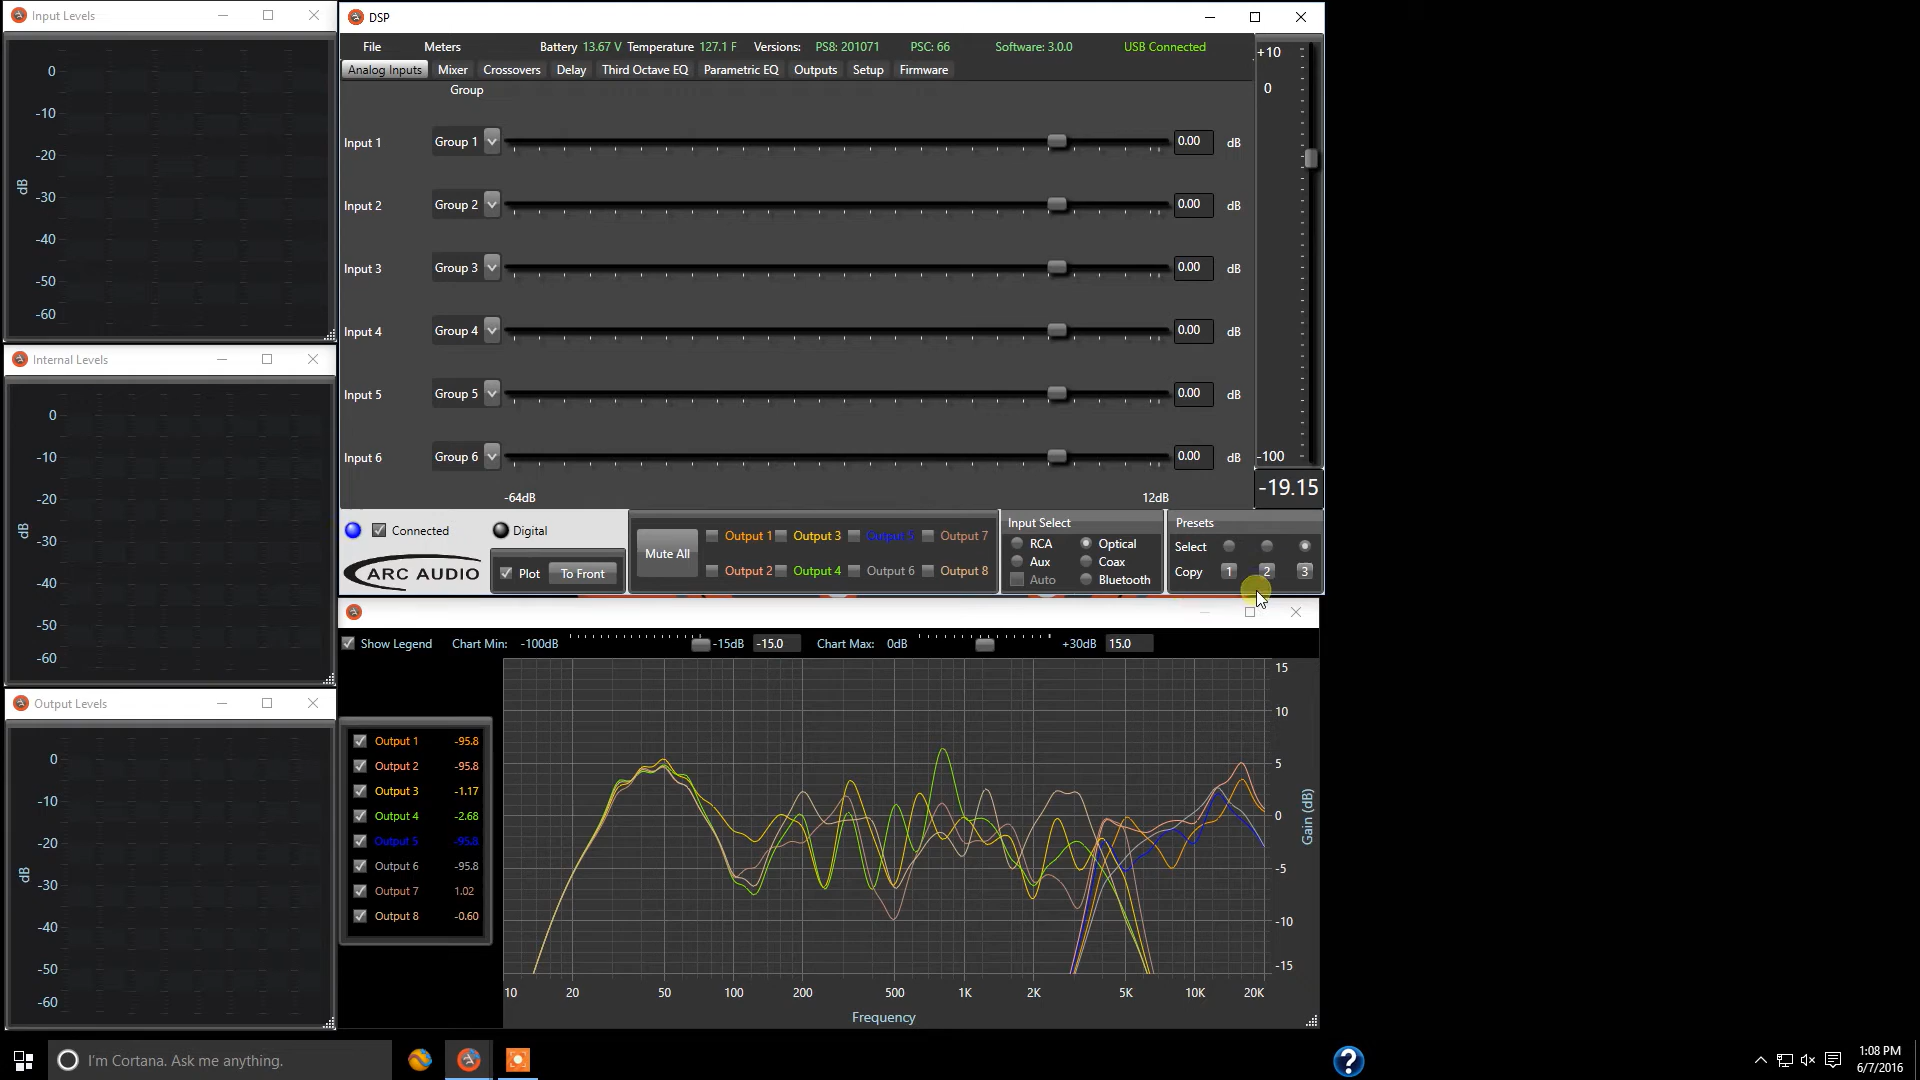 Input Levels
0
-10
-20
-30
-40
-50
-60
dB
Internal Levels
0
-10
-20
-30
-40
-50
-60
dB
Output Levels
0
-10
-20
-30
-40
-50
-60
dB
DSP
File Meters Battery 13.67 V Temperature 127.1 F Versions: PS8: 201071 PSC: 66 Software: 3.0.0 USB Connected
Analog Inputs Mixer Crossovers Delay Third Octave EQ Parametric EQ Outputs Setup Firmware
Group
Input 1 Group 1 0.00 dB
Input 2 Group 2 0.00 dB
Input 3 Group 3 0.00 dB
Input 4 Group 4 0.00 dB
Input 5 Group 5 0.00 dB
Input 6 Group 6 0.00 dB
-64dB 12dB
+10
0
-100
-19.15
Connected Digital
ARC AUDIO
Plot To Front
Mute All
Output 1 Output 3 Output 5 Output 7
Output 2 Output 4 Output 6 Output 8
Input Select
RCA Optical
Aux Coax
Auto Bluetooth
Presets
Select
Copy 1 2 3
Show Legend Chart Min: -100dB -15dB -15.0 Chart Max: 0dB +30dB 15.0
Output 1 -95.8
Output 2 -95.8
Output 3 -1.17
Output 4 -2.68
Output 5 -95.8
Output 6 -95.8
Output 7 1.02
Output 8 -0.60
15
10
5
0
-5
-10
-15
Gain (dB)
10 20 50 100 200 500 1K 2K 5K 10K 20K
Frequency
I'm Cortana. Ask me anything.
?
1:08 PM
6/7/2016